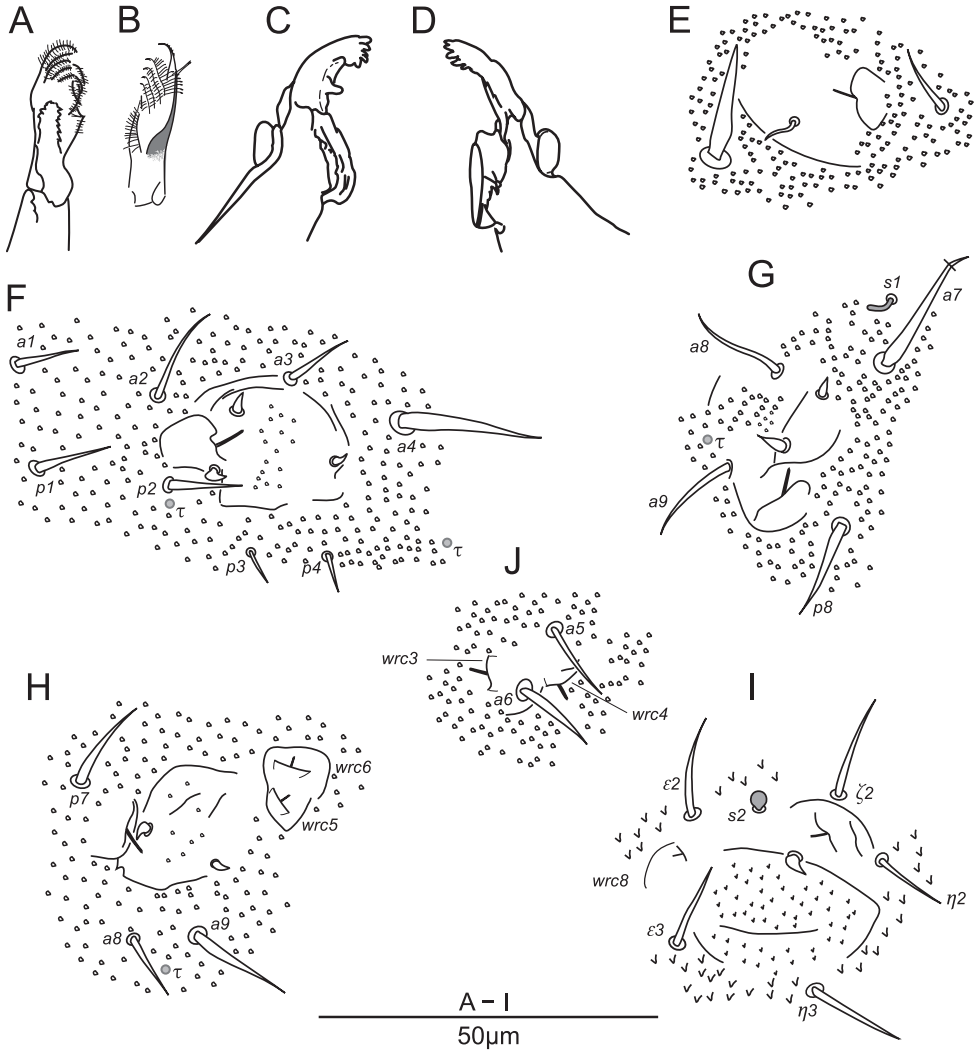 A
B
C
D
E
F
a1
a2
a3
a4
p1
p2
τ
p3
p4
τ
G
s1
a7
a8
τ
a9
p8
J
a5
wrc3
a6
wrc4
H
p7
wrc6
wrc5
a8
a9
τ
I
ε2
s2
ζ2
wrc8
η2
ε3
η3
A – I
50µm